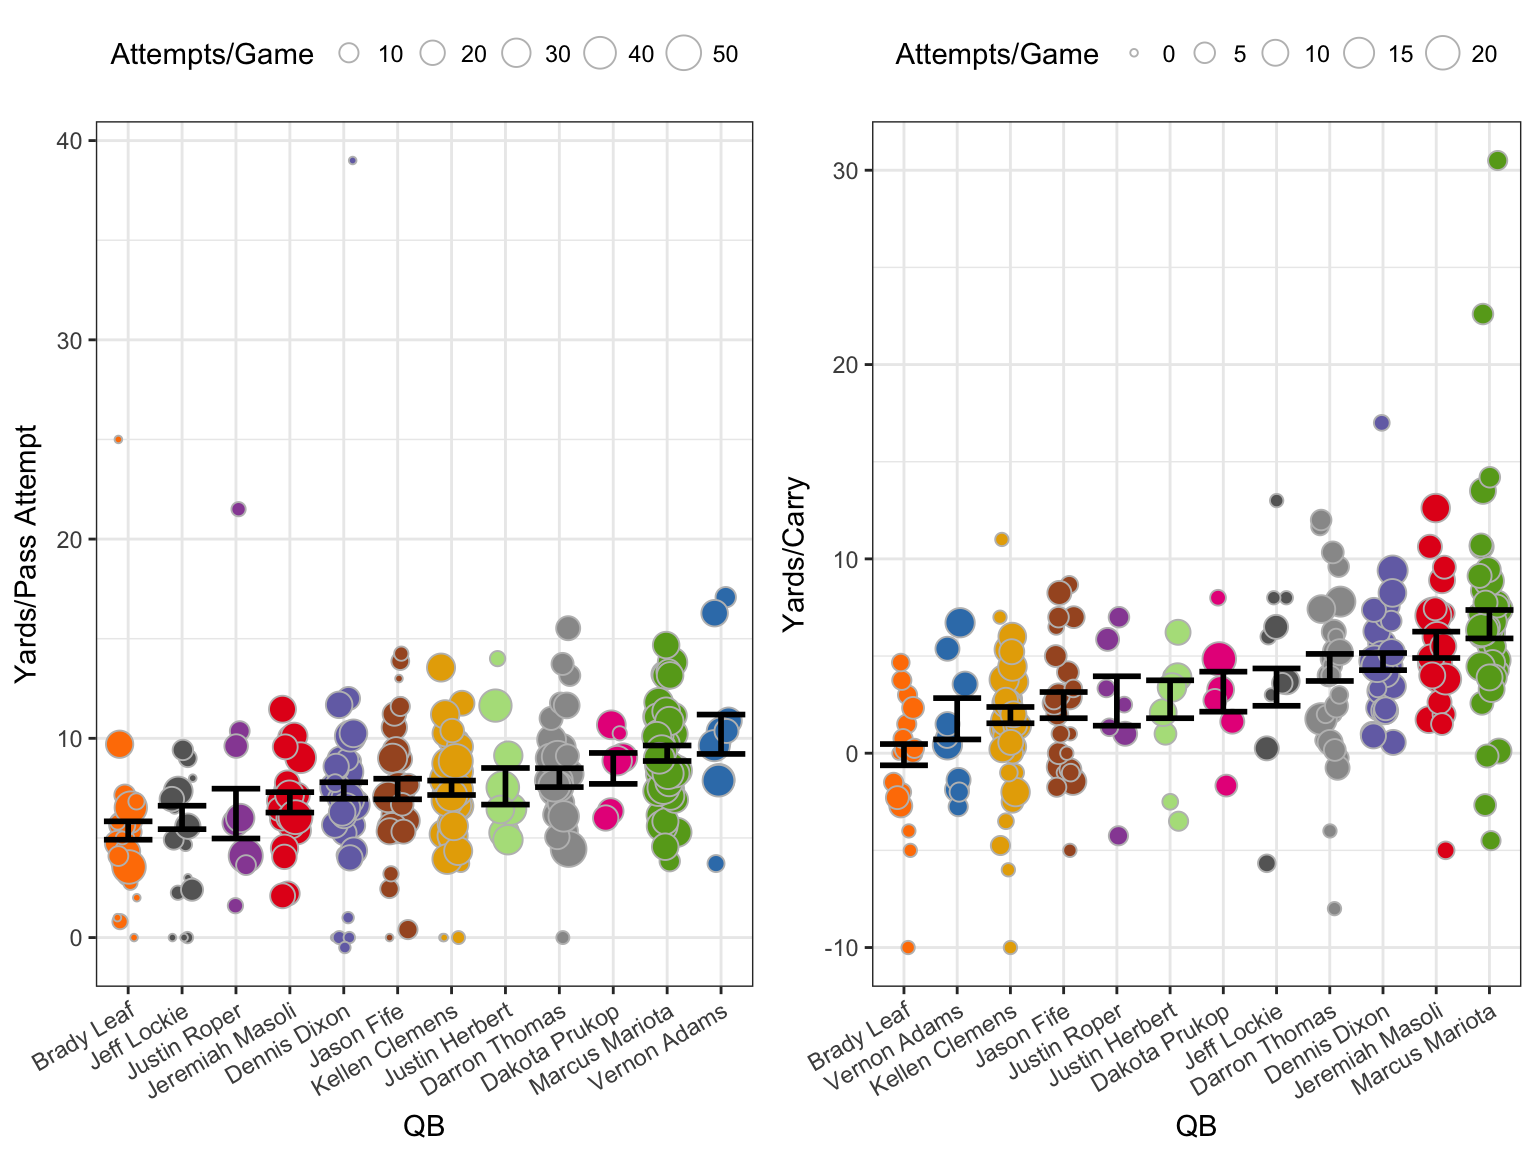 Attempts/Game 10 20 30 40 50
40
30
20
10
0
Yards/Pass Attempt
Brady Leaf
Jeff Lockie
Justin Roper
Jeremiah Masoli
Dennis Dixon
Jason Fife
Kellen Clemens
Justin Herbert
Darron Thomas
Dakota Prukop
Marcus Mariota
Vernon Adams
QB
Attempts/Game 0 5 10 15 20
30
20
10
0
-10
Yards/Carry
Brady Leaf
Vernon Adams
Kellen Clemens
Jason Fife
Justin Roper
Justin Herbert
Dakota Prukop
Jeff Lockie
Darron Thomas
Dennis Dixon
Jeremiah Masoli
Marcus Mariota
QB